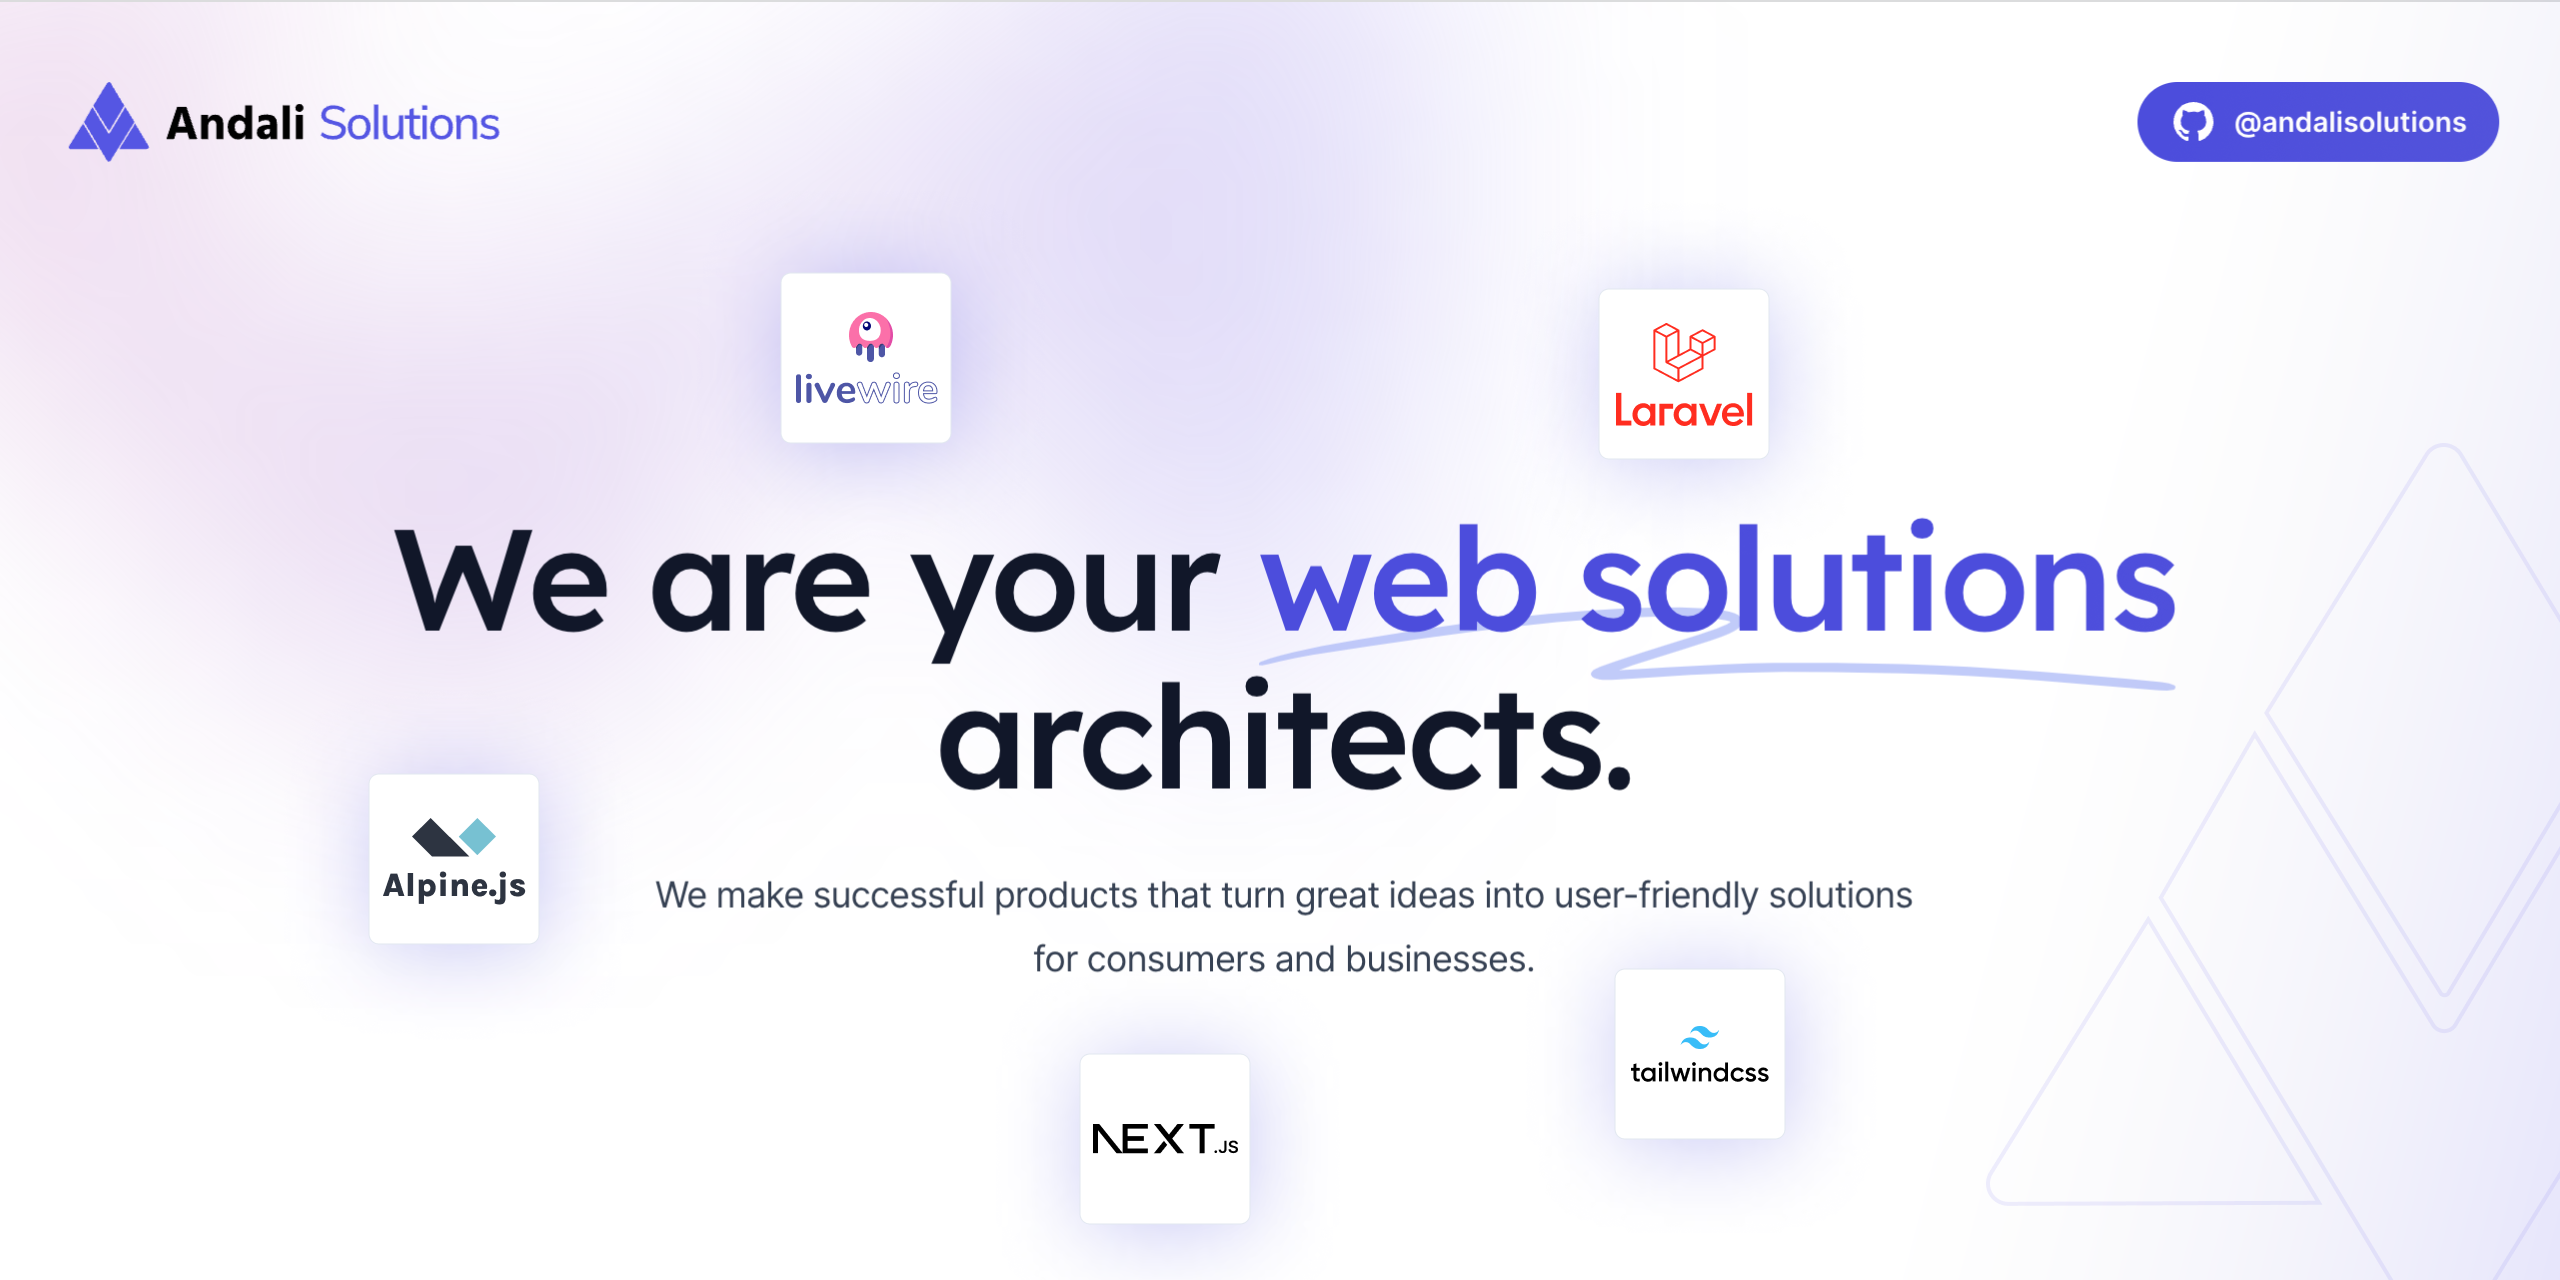 Andali Solutions
@andalisolutions
livewire
Laravel
We are your web solutions
architects.
Alpine.js
We make successful products that turn great ideas into user-friendly solutions
for consumers and businesses.
tailwindcss
NEXT.JS